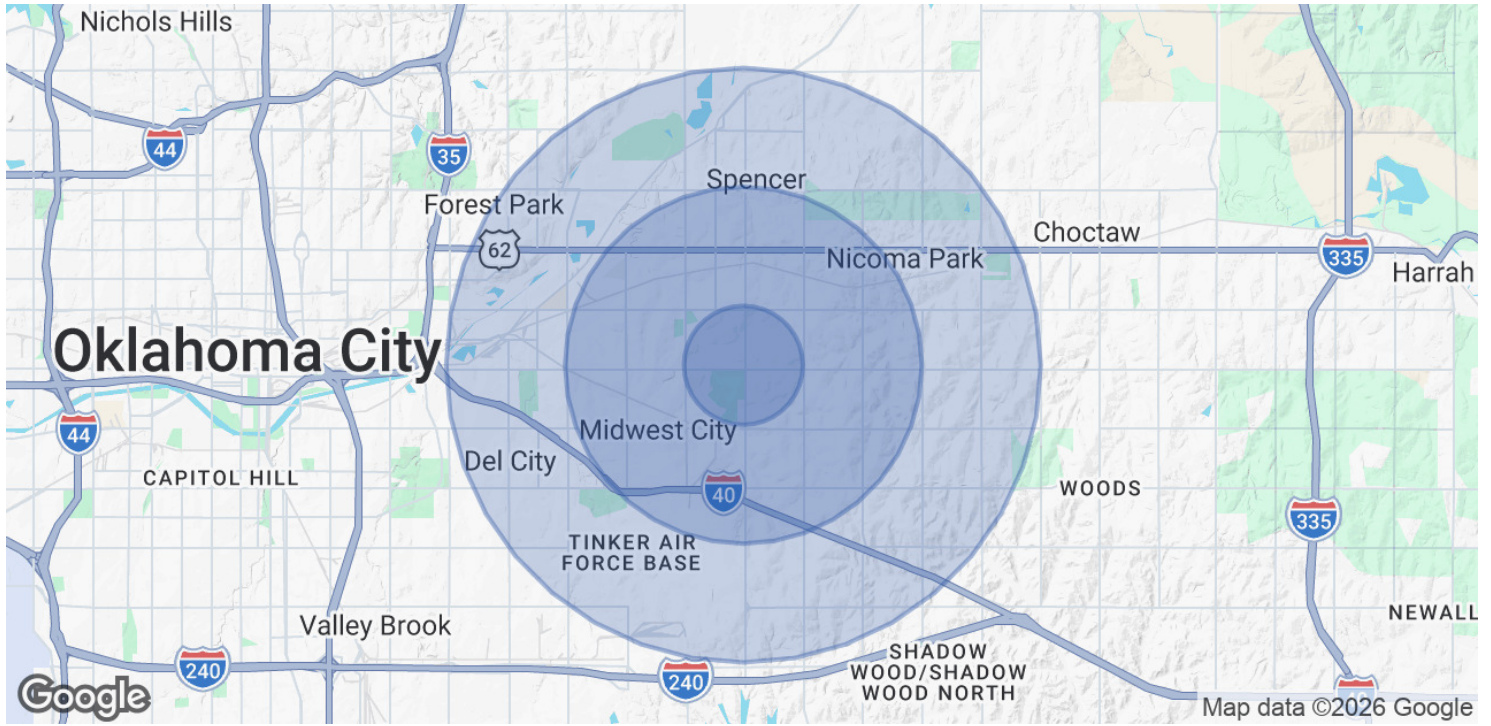 Nichols Hills
44
35
Spencer
Forest Park
62
Choctaw
Nicoma Park
335
Harrah
Oklahoma City
44
Midwest City
Del City
CAPITOL HILL
40
WOODS
335
TINKER AIR
FORCE BASE
NEWALL
Valley Brook
SHADOW
WOOD/SHADOW
WOOD NORTH
240
240
Google
Map data ©2026 Google